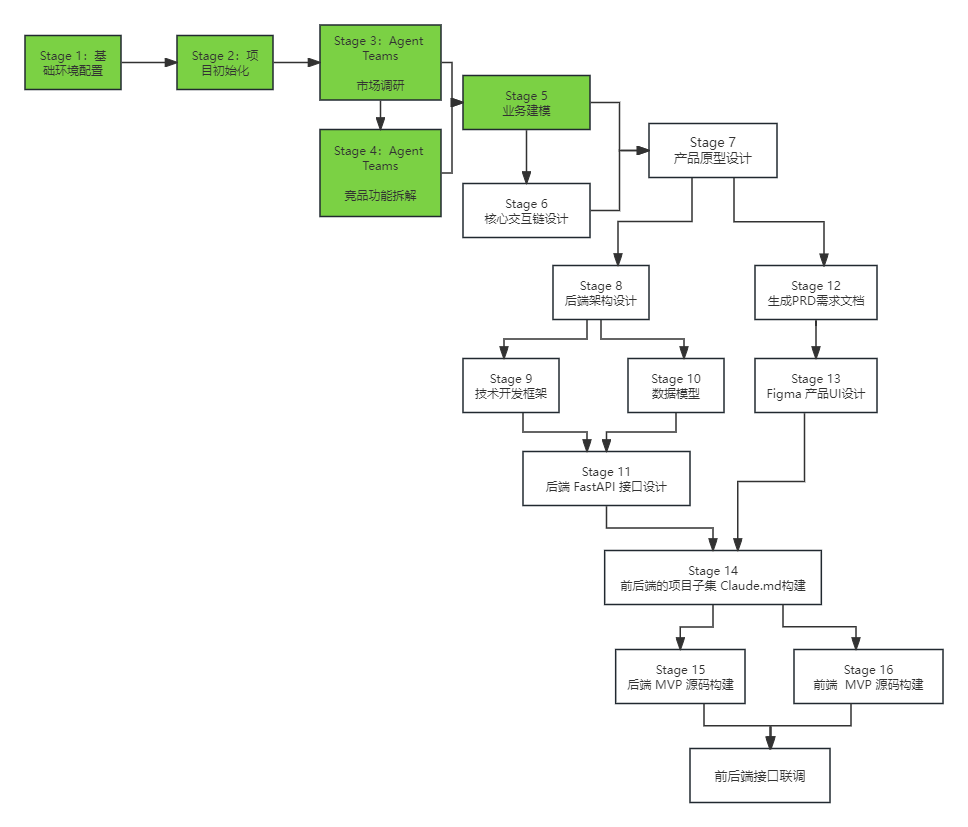 Stage 1：基
础环境配置
Stage 2：项
目初始化
Stage 3：Agent
Teams
市场调研
Stage 4：Agent
Teams
竞品功能拆解
Stage 5
业务建模
Stage 6
核心交互链设计
Stage 7
产品原型设计
Stage 8
后端架构设计
Stage 12
生成PRD需求文档
Stage 9
技术开发框架
Stage 10
数据模型
Stage 13
Figma 产品UI设计
Stage 11
后端 FastAPI 接口设计
Stage 14
前后端的项目子集 Claude.md构建
Stage 15
后端 MVP 源码构建
Stage 16
前端  MVP 源码构建
前后端接口联调